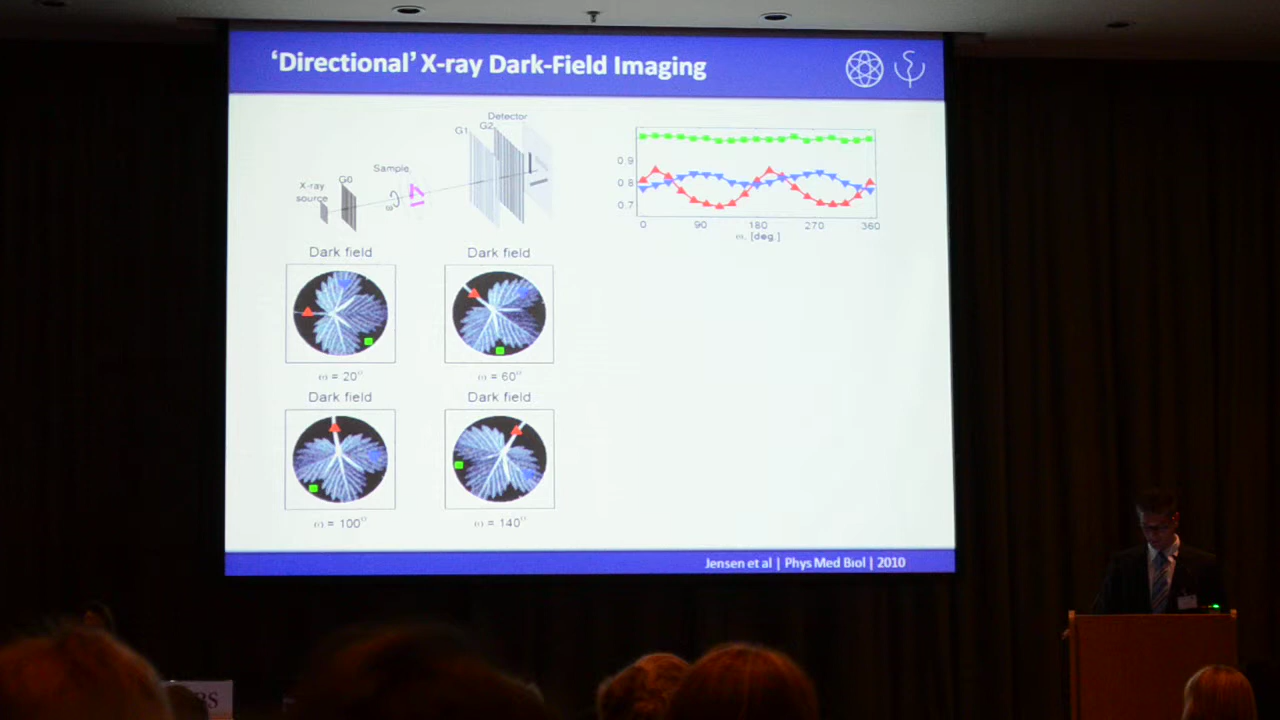 ‘Directional’ X-ray Dark-Field Imaging
Detector
G1
G2
Sample
G0
X-ray
source
ω
0.9
0.8
0.7
0
90
180
270
360
ω, [deg.]
Dark field
Dark field
ω = 20°
ω = 60°
Dark field
Dark field
ω = 100°
ω = 140°
Jensen et al | Phys Med Biol | 2010